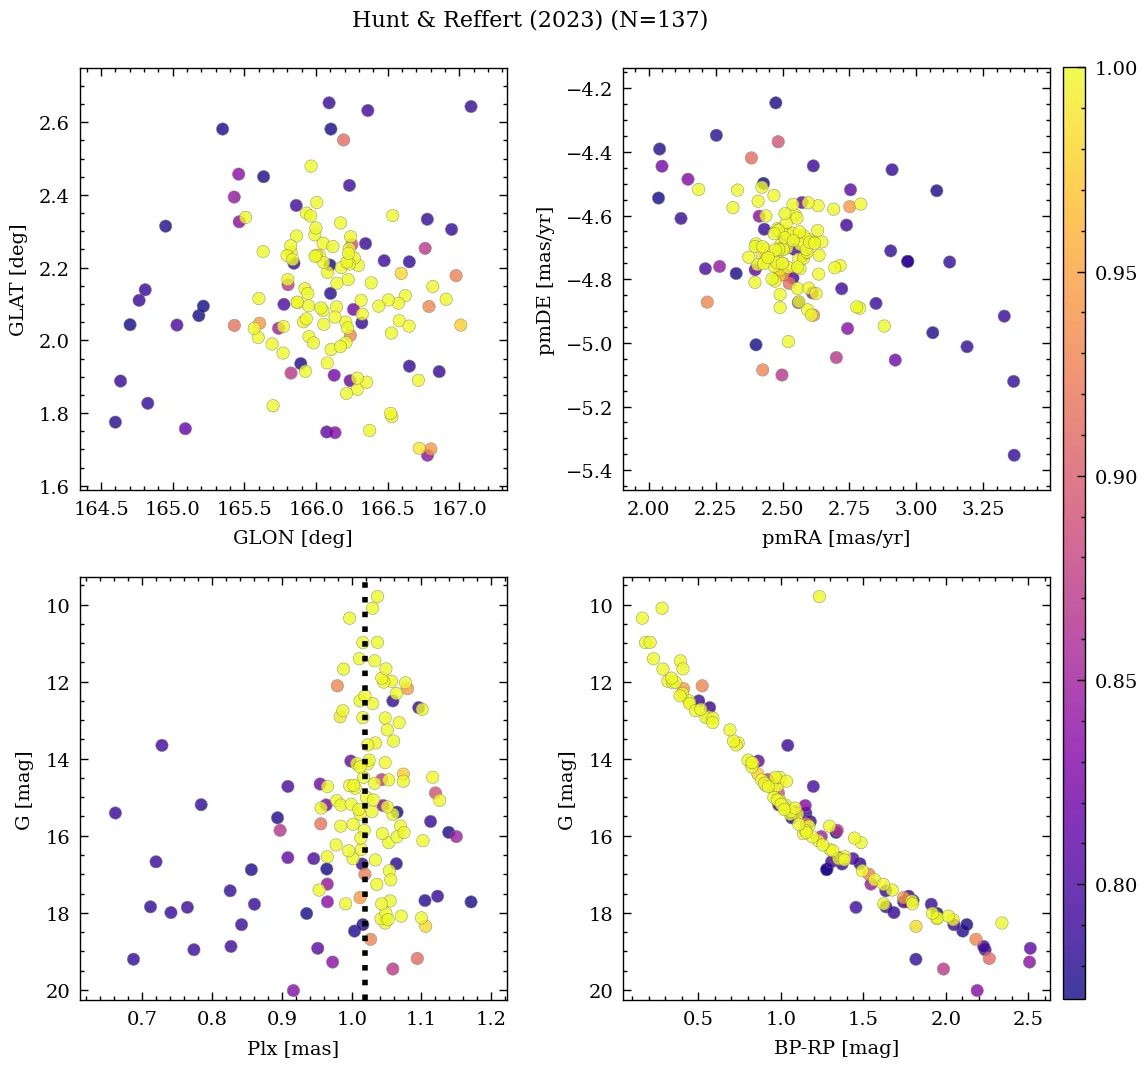 Hunt & Reffert (2023) (N=137)
2.6
2.4
2.2
2.0
1.8
1.6
GLAT [deg]
164.5 165.0 165.5 166.0 166.5 167.0
GLON [deg]
−4.2
−4.4
−4.6
−4.8
−5.0
−5.2
−5.4
pmDE [mas/yr]
2.00 2.25 2.50 2.75 3.00 3.25
pmRA [mas/yr]
1.00
0.95
0.90
0.85
0.80
10
12
14
16
18
20
G [mag]
0.7 0.8 0.9 1.0 1.1 1.2
Plx [mas]
10
12
14
16
18
20
G [mag]
0.5 1.0 1.5 2.0 2.5
BP-RP [mag]